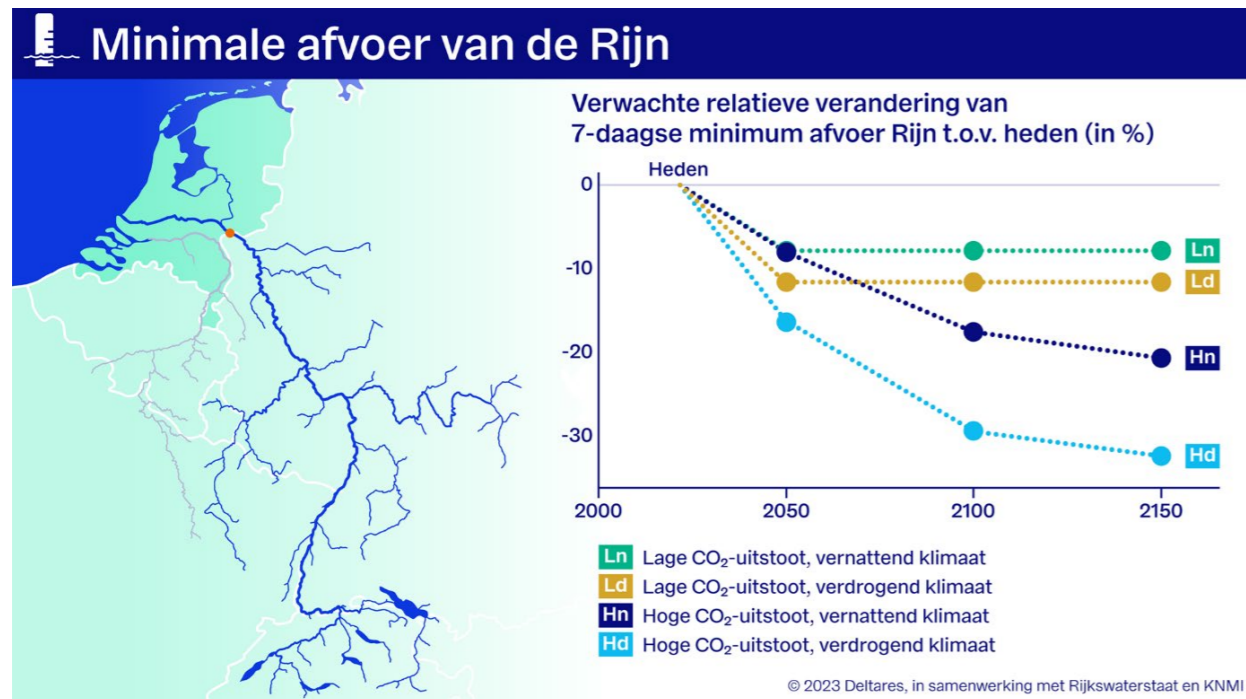 Minimale afvoer van de Rijn
Verwachte relatieve verandering van
7-daagse minimum afvoer Rijn t.o.v. heden (in %)
Heden
0
-10
-20
-30
Ln
Ld
Hn
Hd
2000 2050 2100 2150
Ln Lage CO₂-uitstoot, vernattend klimaat
Ld Lage CO₂-uitstoot, verdrogend klimaat
Hn Hoge CO₂-uitstoot, vernattend klimaat
Hd Hoge CO₂-uitstoot, verdrogend klimaat
© 2023 Deltares, in samenwerking met Rijkswaterstaat en KNMI